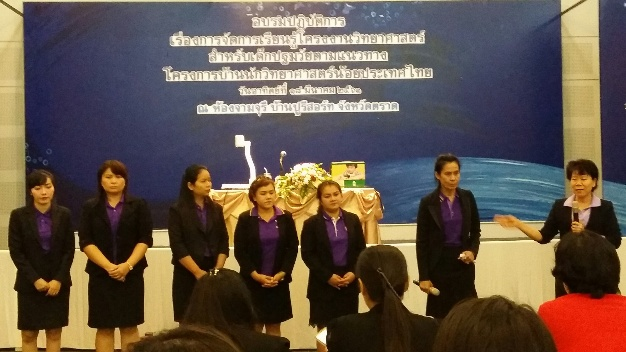 อบรมปฏิบัติการ
เรื่องการจัดการเรียนรู้โครงงานวิทยาศาสตร์
สำหรับเด็กปฐมวัยตามแนวทาง
โครงการบ้านนักวิทยาศาสตร์น้อยประเทศไทย
วันอาทิตย์ที่ ๑๘ มีนาคม ๒๕๖๑
ณ ห้องจามจุรี บ้านปูรีสอร์ท จังหวัดตราด